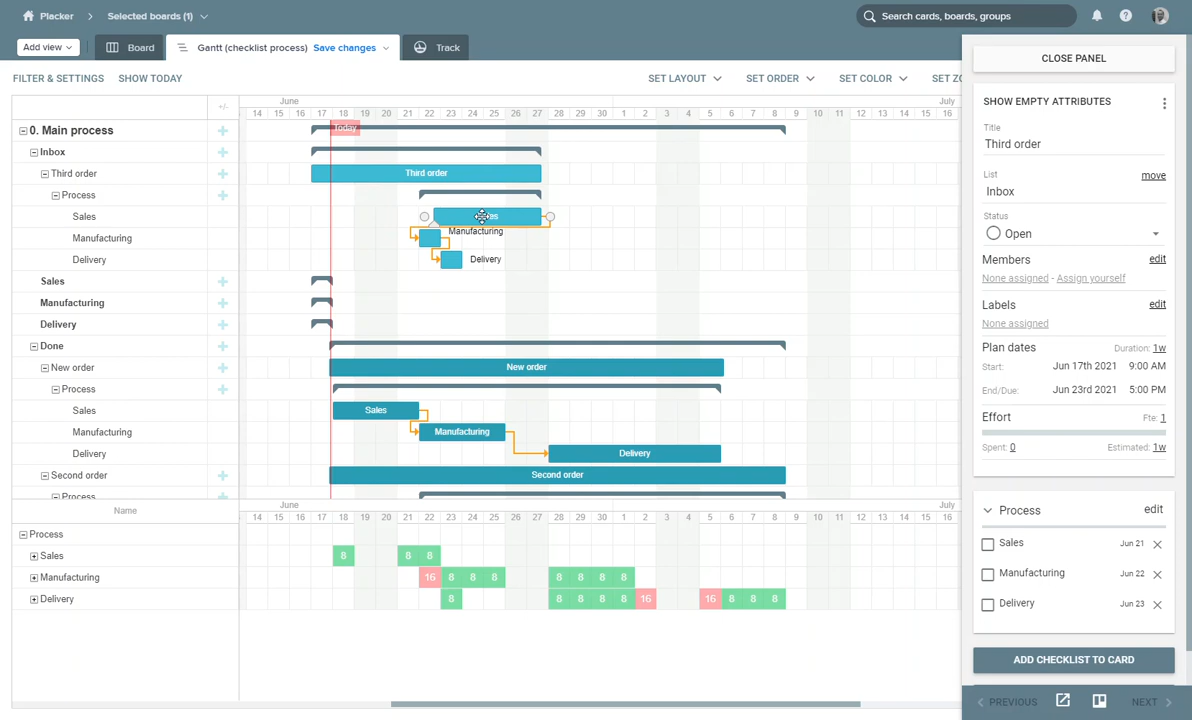 Placker
Selected boards (1)
Search cards, boards, groups
Add view
Board
Gantt (checklist process) Save changes
Track
FILTER & SETTINGS
SHOW TODAY
SET LAYOUT
SET ORDER
SET COLOR
SET ZO
June
July
+/-
14 15 16 17 18 19 20 21 22 23 24 25 26 27 28 29 30 1 2 3 4 5 6 7 8 9 10 11 12 13 14 15 16
0. Main process
Today
Inbox
Third order
Third order
Process
Sales
Manufacturing
Manufacturing
Delivery
Delivery
Sales
Manufacturing
Delivery
Done
New order
New order
Process
Sales
Sales
Manufacturing
Manufacturing
Delivery
Delivery
Second order
Second order
Process
Name
June
July
14 15 16 17 18 19 20 21 22 23 24 25 26 27 28 29 30 1 2 3 4 5 6 7 8 9 10 11 12 13 14 15 16
Process
Sales
8 8 8
Manufacturing
16 8 8 8 8 8 8 8
Delivery
8 8 8 8 8 16 16 8 8 8
CLOSE PANEL
SHOW EMPTY ATTRIBUTES
Title
Third order
List
move
Inbox
Status
Open
Members
edit
None assigned - Assign yourself
Labels
edit
None assigned
Plan dates
Duration: 1w
Start: Jun 17th 2021 9:00 AM
End/Due: Jun 23rd 2021 5:00 PM
Effort
Fte: 1
Spent: 0
Estimated: 1w
Process
edit
Sales Jun 21
Manufacturing Jun 22
Delivery Jun 23
ADD CHECKLIST TO CARD
PREVIOUS
NEXT